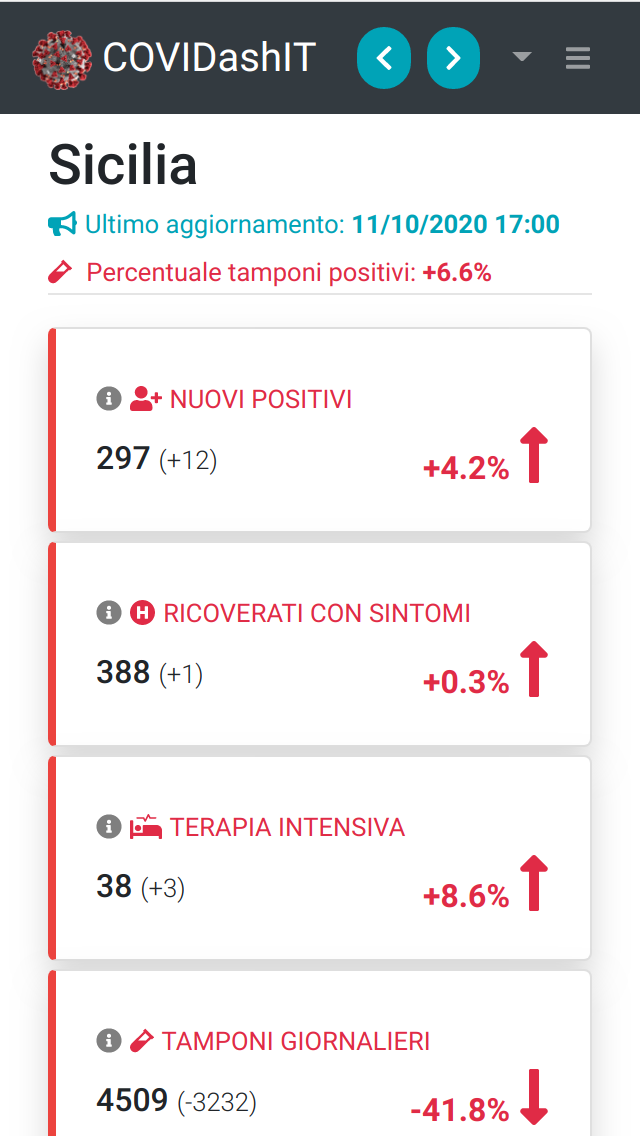 COVIDashIT
Sicilia
Ultimo aggiornamento: 11/10/2020 17:00
Percentuale tamponi positivi: +6.6%
NUOVI POSITIVI
297 (+12)
+4.2%
RICOVERATI CON SINTOMI
388 (+1)
+0.3%
TERAPIA INTENSIVA
38 (+3)
+8.6%
TAMPONI GIORNALIERI
4509 (-3232)
-41.8%